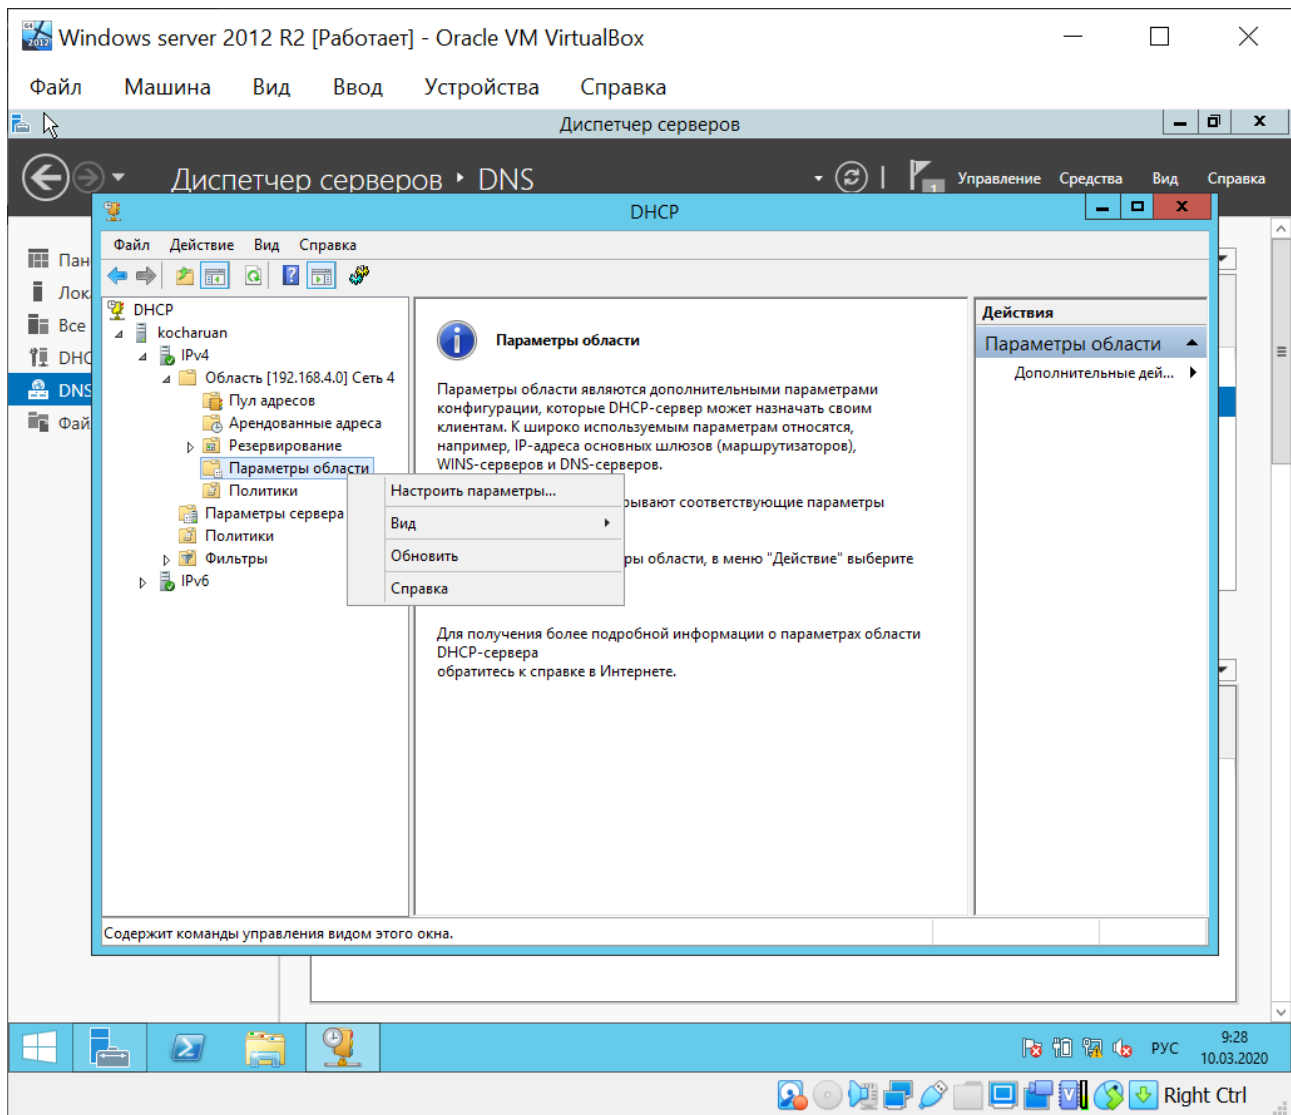 64
2012
Windows server 2012 R2 [Работает] - Oracle VM VirtualBox
Файл Машина Вид Ввод Устройства Справка
Диспетчер серверов
Диспетчер серверов DNS
1
Управление Средства Вид Справка
DHCP
Файл Действие Вид Справка
Пан
Лока
Все
DHC
DNS
Фай
DHCP
kocharuan
IPv4
Область [192.168.4.0] Сеть 4
Пул адресов
Арендованные адреса
Резервирование
Параметры области
Политики
Параметры сервера
Политики
Фильтры
IPv6
Настроить параметры...
Вид
Обновить
Справка
Параметры области
Параметры области являются дополнительными параметрами
конфигурации, которые DHCP-сервер может назначать своим
клиентам. К широко используемым параметрам относятся,
например, IP-адреса основных шлюзов (маршрутизаторов),
WINS-серверов и DNS-серверов.
рывают соответствующие параметры
ры области, в меню "Действие" выберите
Для получения более подробной информации о параметрах области
DHCP-сервера
обратитесь к справке в Интернете.
Действия
Параметры области
Дополнительные дей...
Содержит команды управления видом этого окна.
РУС
9:28
10.03.2020
Right Ctrl